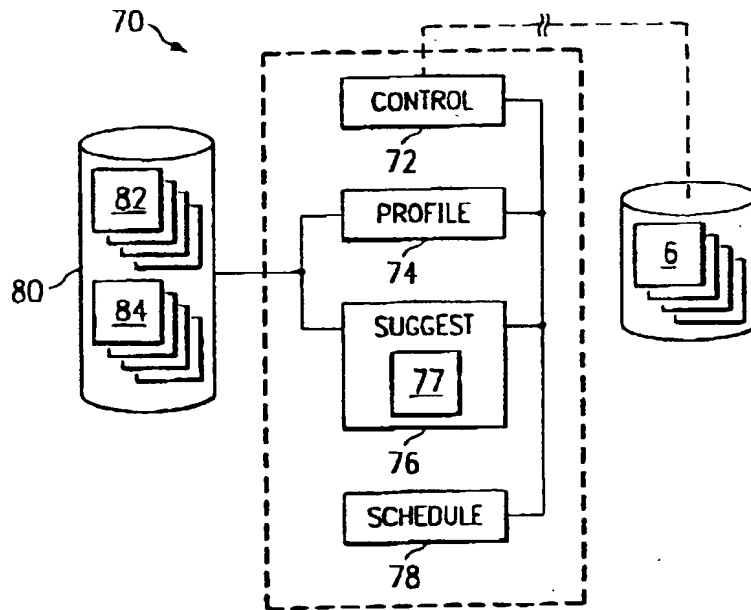 70
CONTROL
72
82
PROFILE
6
74
80
84
SUGGEST
77
76
SCHEDULE
78